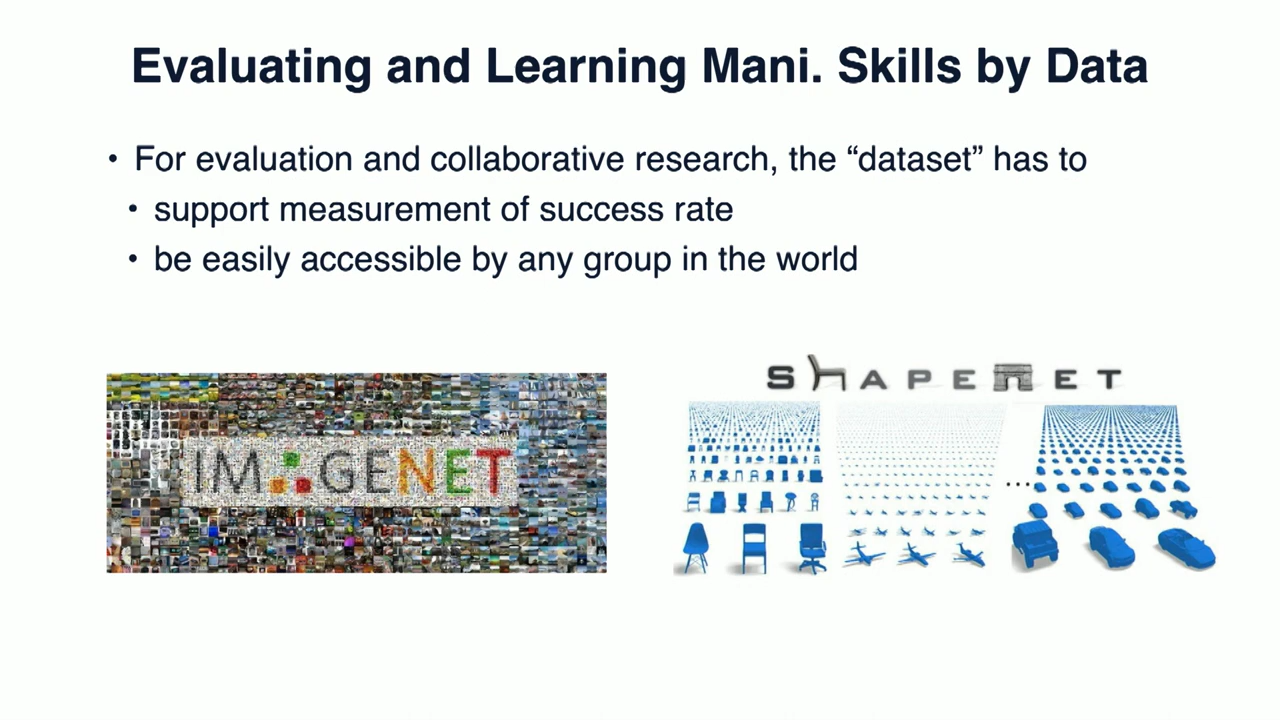 Evaluating and Learning Mani. Skills by Data
• For evaluation and collaborative research, the “dataset” has to
• support measurement of success rate
• be easily accessible by any group in the world
IMAGENET
SHAPENET
...